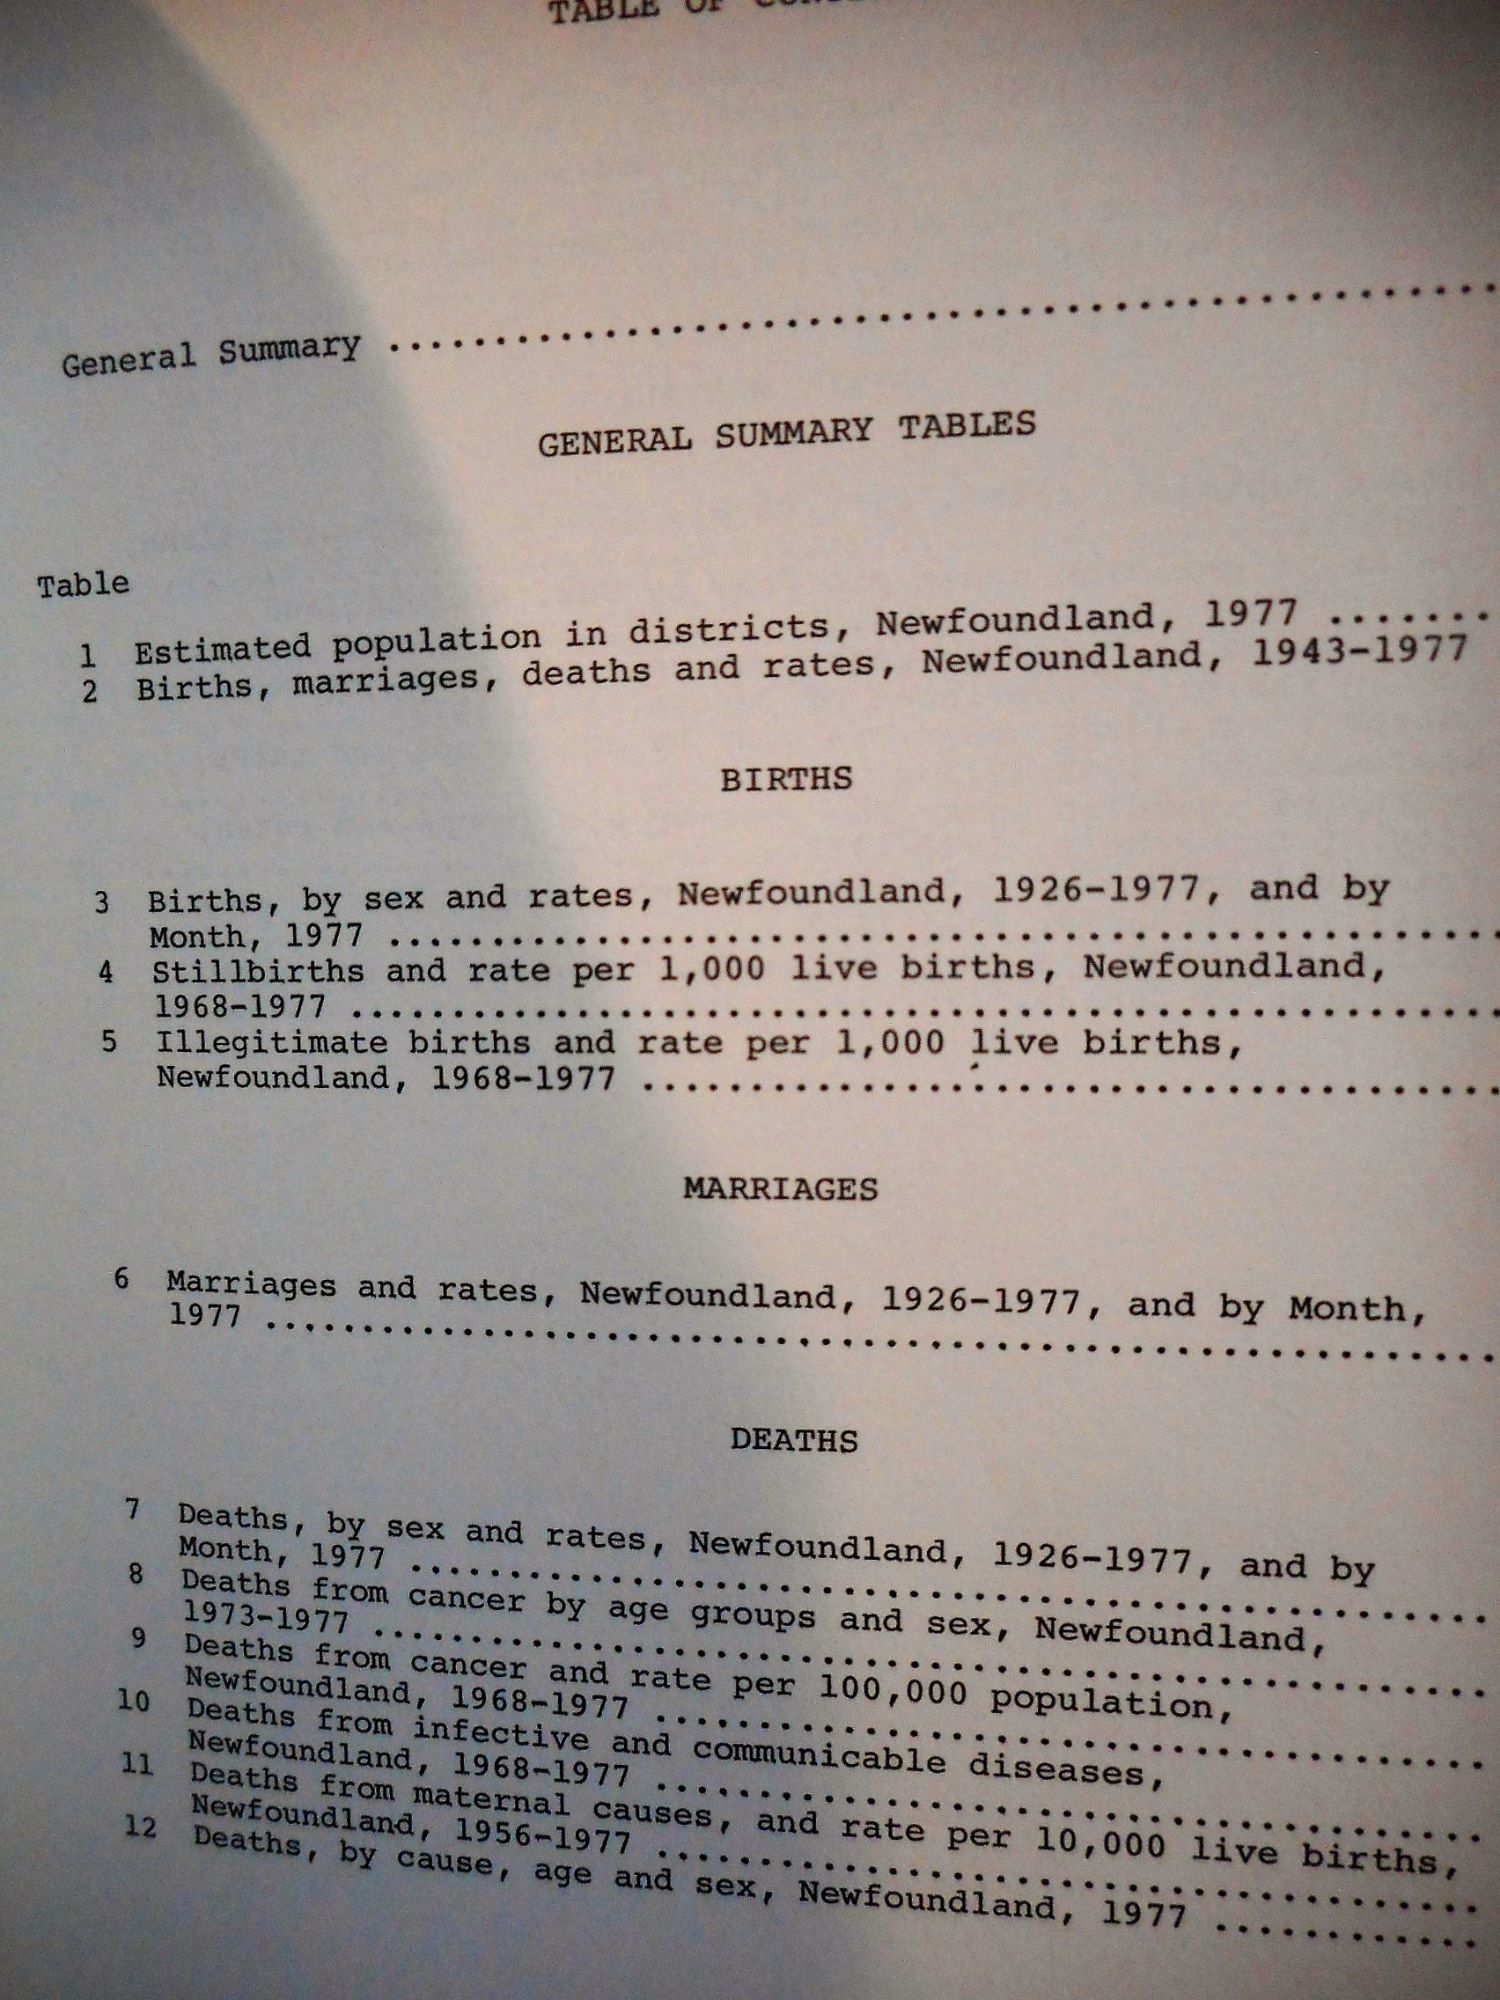 TABLE OF
General Summary ........................................
GENERAL SUMMARY TABLES
Table
1 Estimated population in districts, Newfoundland, 1977 .......
2 Births, marriages, deaths and rates, Newfoundland, 1943-1977
BIRTHS
3 Births, by sex and rates, Newfoundland, 1926-1977, and by
Month, 1977 ........................................
4 Stillbirths and rate per 1,000 live births, Newfoundland,
1968-1977 ........................................
5 Illegitimate births and rate per 1,000 live births,
Newfoundland, 1968-1977 ..............................
MARRIAGES
6 Marriages and rates, Newfoundland, 1926-1977, and by Month,
1977 ........................................
DEATHS
7 Deaths, by sex and rates, Newfoundland, 1926-1977, and by
Month, 1977 ........................................
8 Deaths from cancer by age groups and sex, Newfoundland,
1973-1977 ........................................
9 Deaths from cancer and rate per 100,000 population,
Newfoundland, 1968-1977 ..............................
10 Deaths from infective and communicable diseases,
Newfoundland, 1968-1977 ..............................
11 Deaths from maternal causes, and rate per 10,000 live births,
Newfoundland, 1956-1977 ..............................
12 Deaths, by cause, age and sex, Newfoundland, 1977 ..........